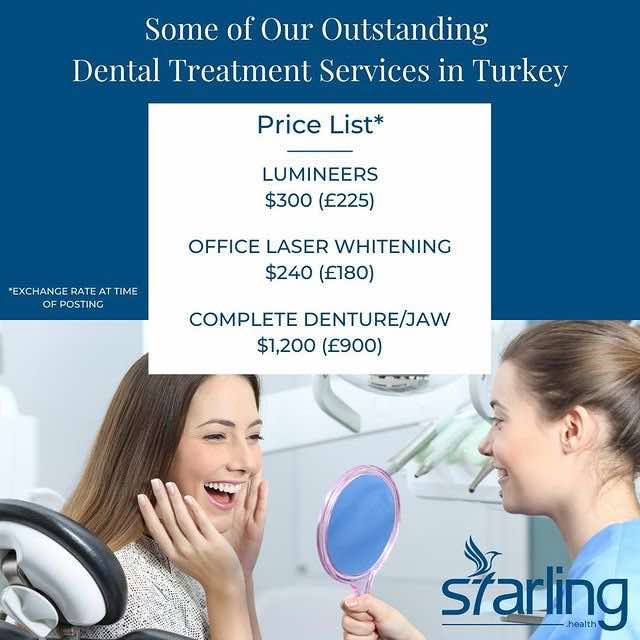 Some of Our Outstanding
Dental Treatment Services in Turkey
Price List*
LUMINEERS
$300 (£225)
OFFICE LASER WHITENING
$240 (£180)
*EXCHANGE RATE AT TIME
OF POSTING
COMPLETE DENTURE/JAW
$1,200 (£900)
starling
.health